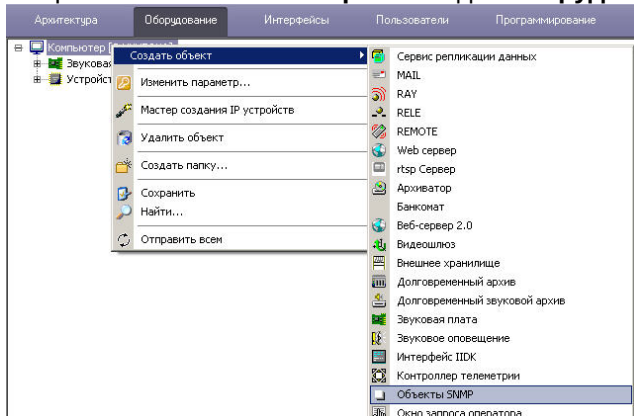 Архитектура Оборудование Интерфейсы Пользователи Программирование
Компьютер
Звуковая
Устройст
Создать объект
Изменить параметр...
Мастер создания IP устройств
Удалить объект
Создать папку...
Сохранить
Найти...
Отправить всем
Сервис репликации данных
MAIL
RAY
RELE
REMOTE
Web сервер
rtsp Сервер
Архиватор
Банкомат
Веб-сервер 2.0
Видеошлюз
Внешнее хранилище
Долговременный архив
Долговременный звуковой архив
Звуковая плата
Звуковое оповещение
Интерфейс IIDK
Контроллер телеметрии
Объекты SNMP
Окно запроса оператора